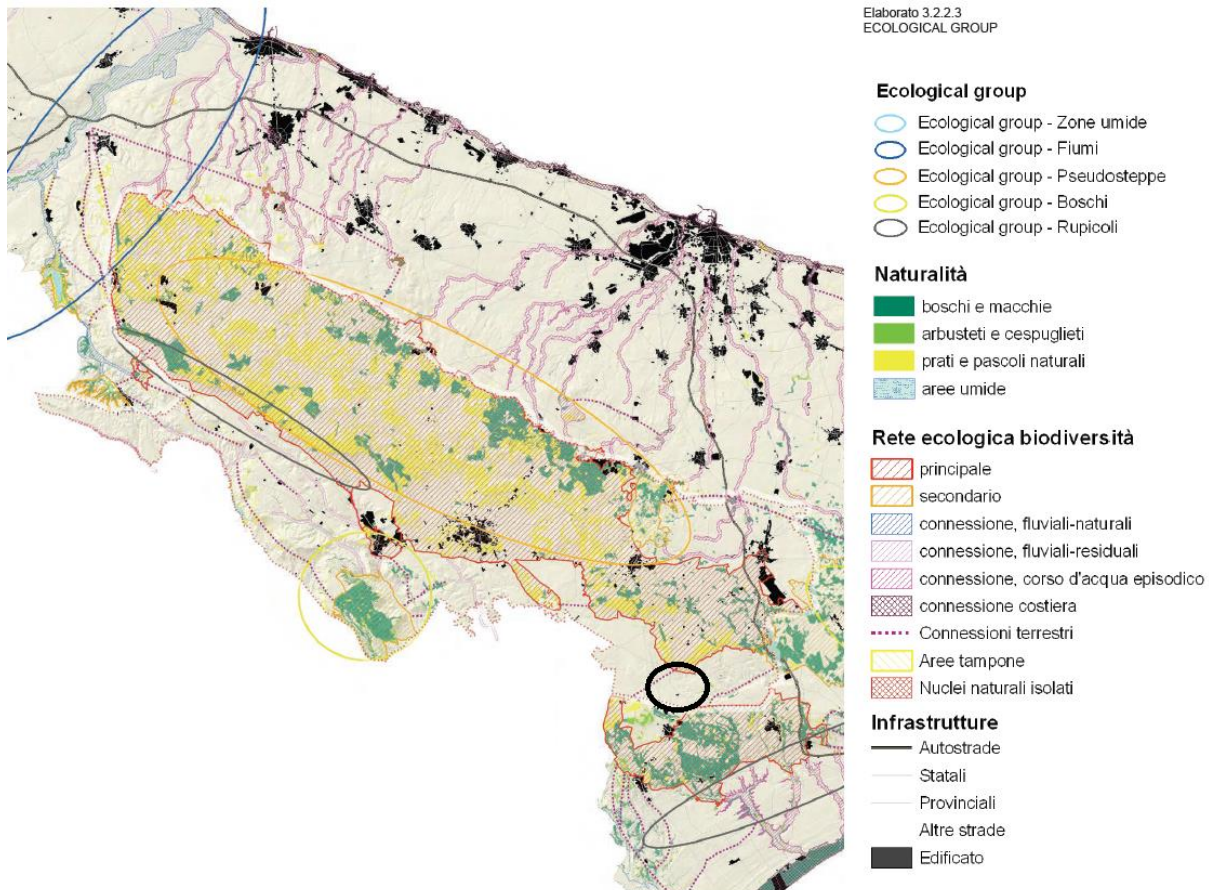 Elaborato 3.2.2.3
ECOLOGICAL GROUP
Ecological group
Ecological group - Zone umide
Ecological group - Fiumi
Ecological group - Pseudosteppe
Ecological group - Boschi
Ecological group - Rupicoli
Naturalità
boschi e macchie
arbusteti e cespuglieti
prati e pascoli naturali
aree umide
Rete ecologica biodiversità
principale
secondario
connessione, fluviali-naturali
connessione, fluviali-residuali
connessione, corso d'acqua episodico
connessione costiera
Connessioni terrestri
Aree tampone
Nuclei naturali isolati
Infrastrutture
Autostrade
Statali
Provinciali
Altre strade
Edificato